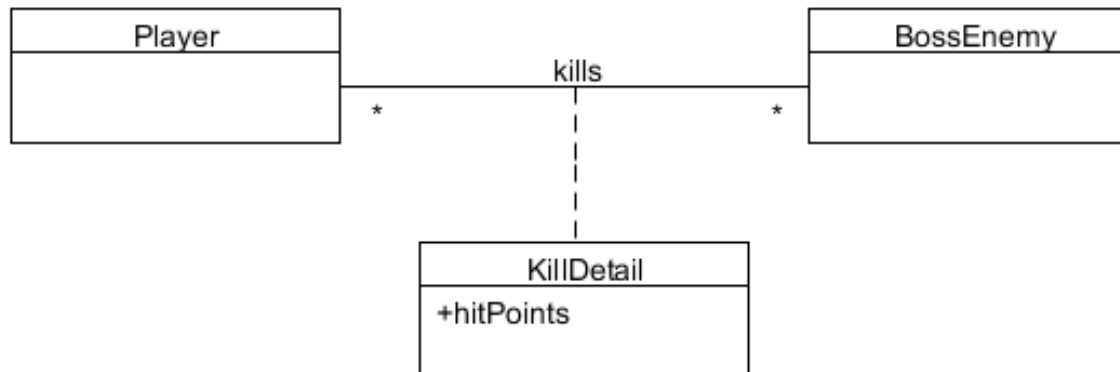 Player
BossEnemy
kills
* *
KillDetail
+hitPoints